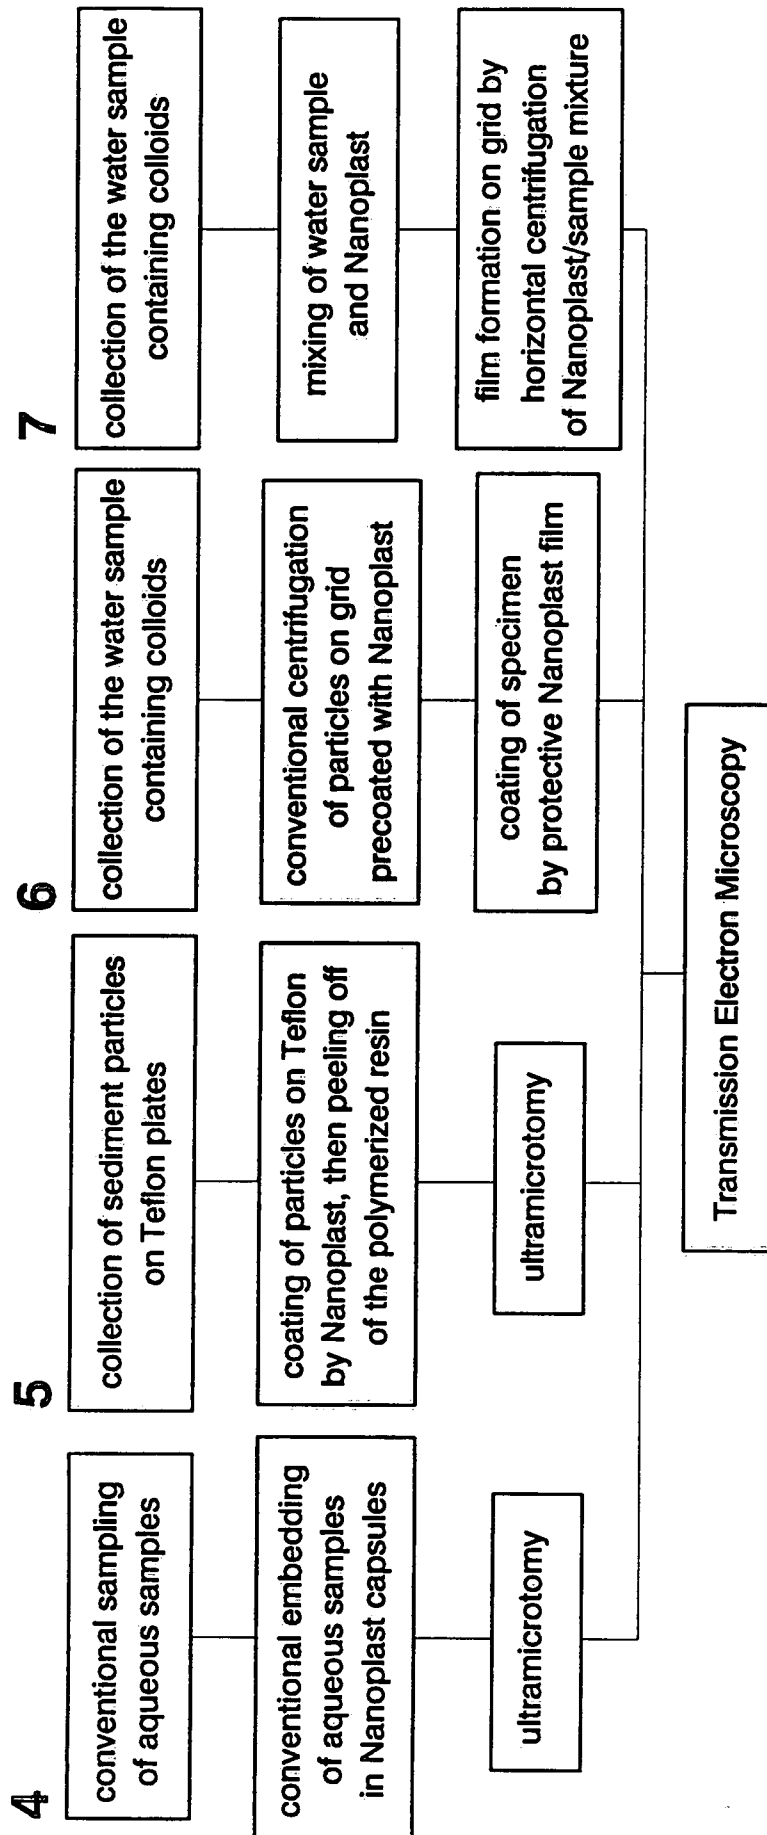 4
conventional sampling
of aqueous samples
conventional embedding
of aqueous samples
in Nanoplast capsules
ultramicrotomy
5
collection of sediment particles
on Teflon plates
coating of particles on Teflon
by Nanoplast, then peeling off
of the polymerized resin
ultramicrotomy
6
collection of the water sample
containing colloids
conventional centrifugation
of particles on grid
precoated with Nanoplast
coating of specimen
by protective Nanoplast film
7
collection of the water sample
containing colloids
mixing of water sample
and Nanoplast
film formation on grid by
horizontal centrifugation
of Nanoplast/sample mixture
Transmission Electron Microscopy